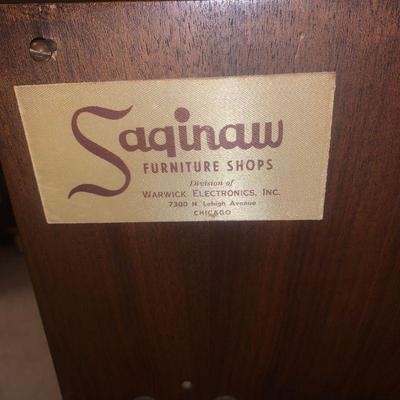 Saginaw
FURNITURE SHOPS
Division of
WARWICK ELECTRONICS, INC.
7300 N. Lehigh Avenue
CHICAGO